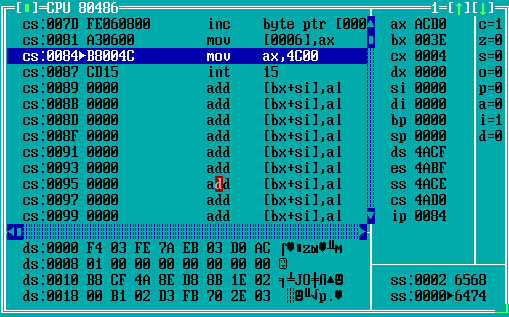 [■]=CPU 80486 1=[↑][↓]
cs:007D FE060800 inc byte ptr [000 ax ACD0 c=1
cs:0081 A30600 mov [0006],ax bx 003E z=0
cs:0084►B8004C mov ax,4C00 cx 0004 s=0
cs:0087 CD15 int 15 dx 0000 o=0
cs:0089 0000 add [bx+si],al si 0000 p=0
cs:008B 0000 add [bx+si],al di 0000 a=0
cs:008D 0000 add [bx+si],al bp 0000 i=1
cs:008F 0000 add [bx+si],al sp 0000 d=0
cs:0091 0000 add [bx+si],al ds 4ACF
cs:0093 0000 add [bx+si],al es 4ABF
cs:0095 0000 add [bx+si],al ss 4ACE
cs:0097 0000 add [bx+si],al cs 4AD0
cs:0099 0000 add [bx+si],al ip 0084
ds:0000 F4 03 FE 7A EB 03 D0 AC
ds:0008 01 00 00 00 00 00 00 00
ds:0010 B8 CF 4A 8E D8 8B 1E 02 ss:0002 6568
ds:0018 00 B1 02 D3 FB 70 2E 03 ss:0000►6474